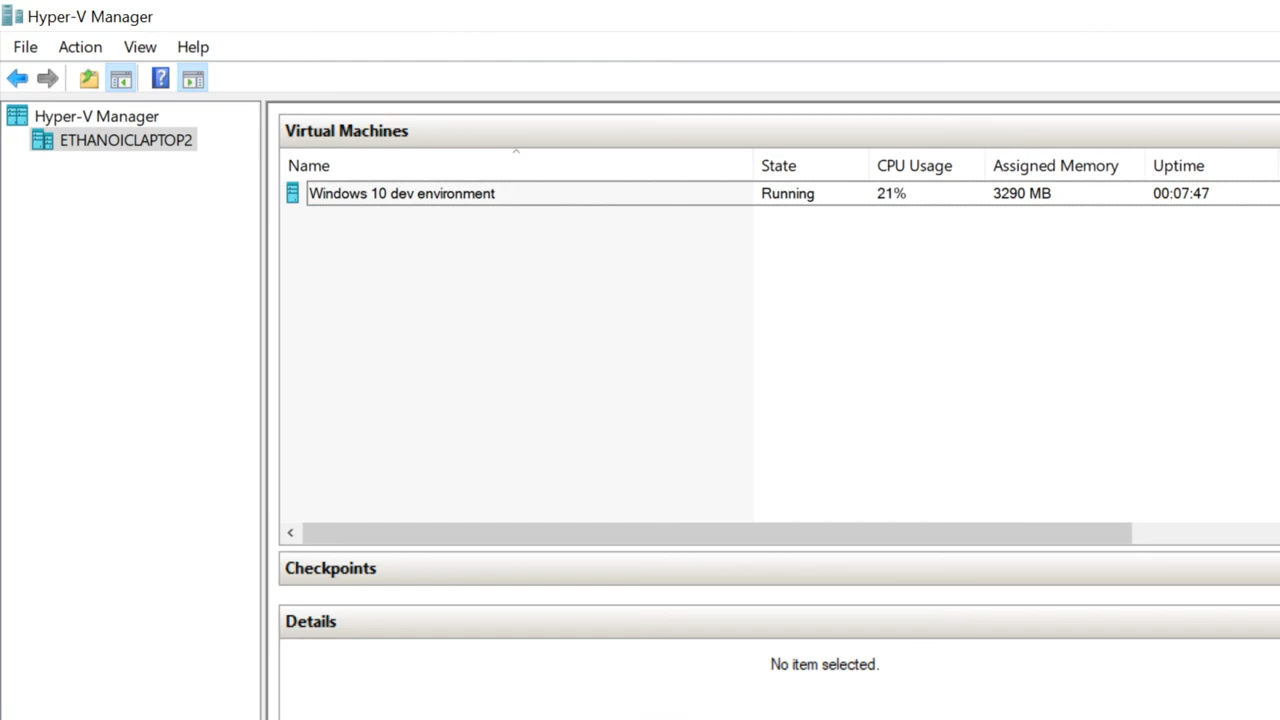 Hyper-V Manager
File Action View Help
Hyper-V Manager
ETHANOICLAPTOP2
Virtual Machines
Name State CPU Usage Assigned Memory Uptime
Windows 10 dev environment Running 21% 3290 MB 00:07:47
Checkpoints
Details
No item selected.